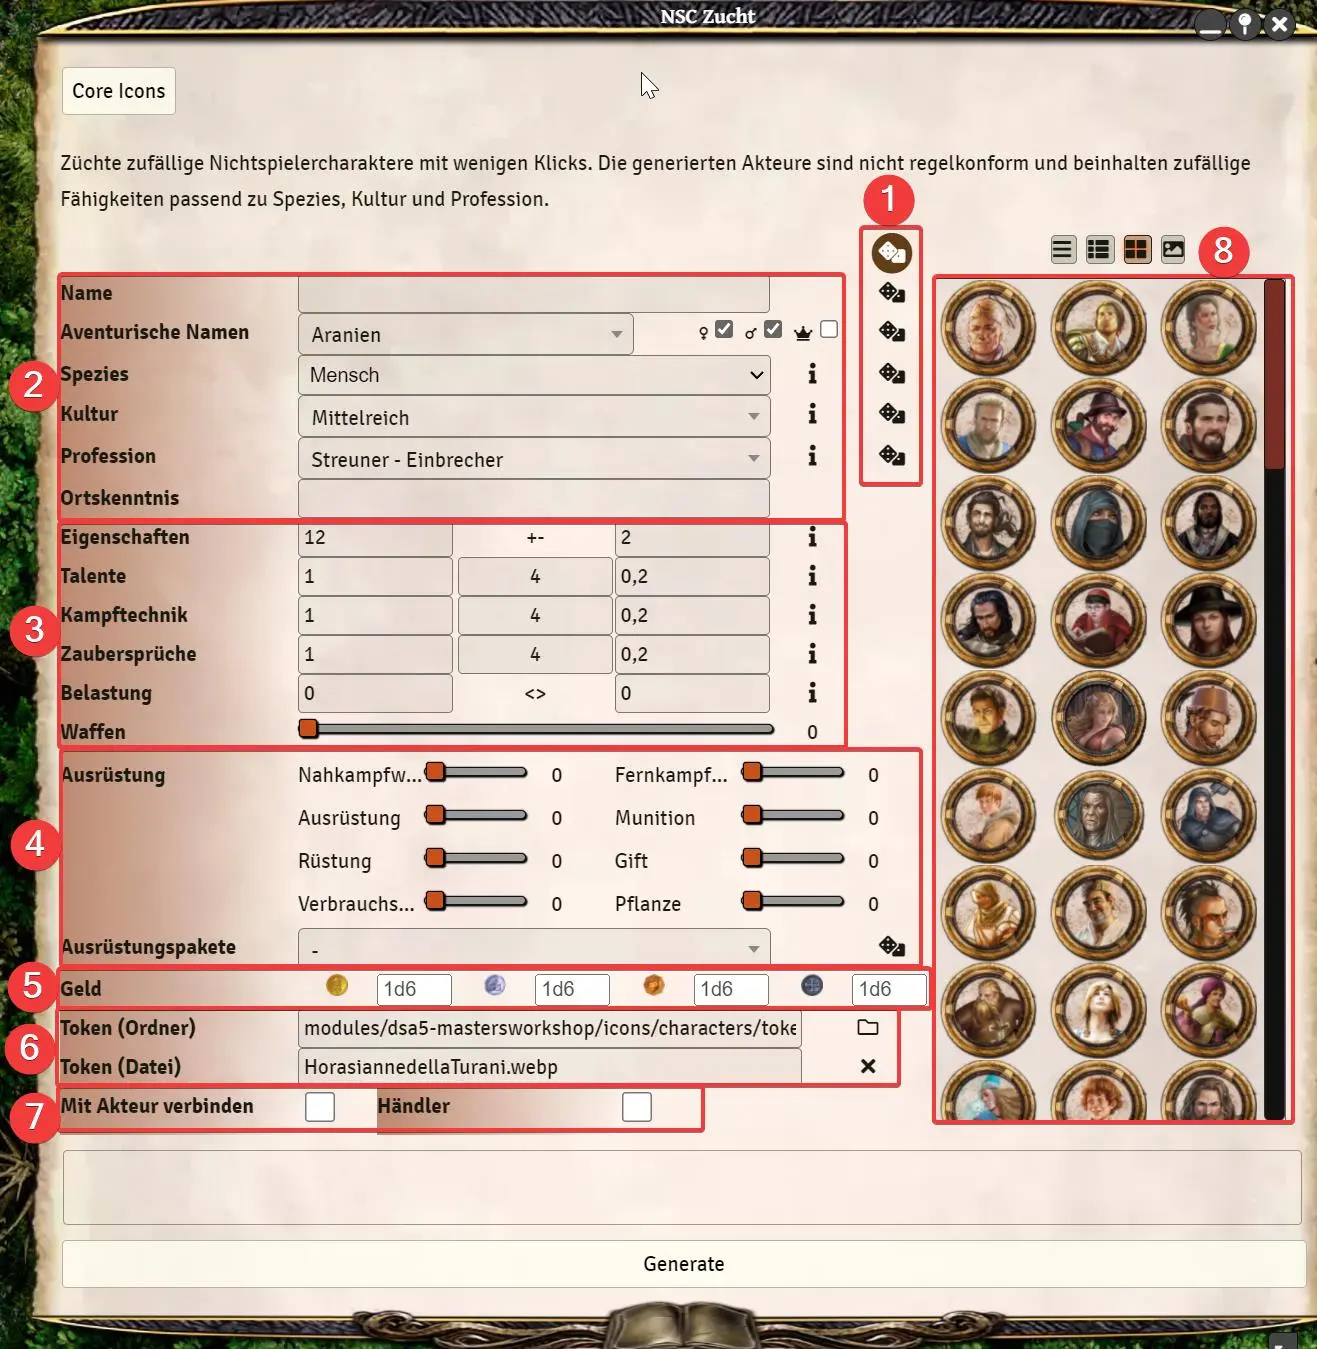 NSC Zucht
Core Icons
Züchte zufällige Nichtspielercharaktere mit wenigen Klicks. Die generierten Akteure sind nicht regelkonform und beinhalten zufällige
Fähigkeiten passend zu Spezies, Kultur und Profession.
1
8
2
Name
Aventurische Namen Aranien ♀ ♂
Spezies Mensch
Kultur Mittelreich
Profession Streuner - Einbrecher
Ortskenntnis
3
Eigenschaften 12 +- 2
Talente 1 4 0,2
Kampftechnik 1 4 0,2
Zaubersprüche 1 4 0,2
Belastung 0 <> 0
Waffen 0
4
Ausrüstung Nahkampfw... 0 Fernkampf... 0
Ausrüstung 0 Munition 0
Rüstung 0 Gift 0
Verbrauchs... 0 Pflanze 0
Ausrüstungspakete -
5
Geld 1d6 1d6 1d6 1d6
6
Token (Ordner) modules/dsa5-mastersworkshop/icons/characters/toke
Token (Datei) HorasiannedellaTurani.webp
7
Mit Akteur verbinden Händler
Generate